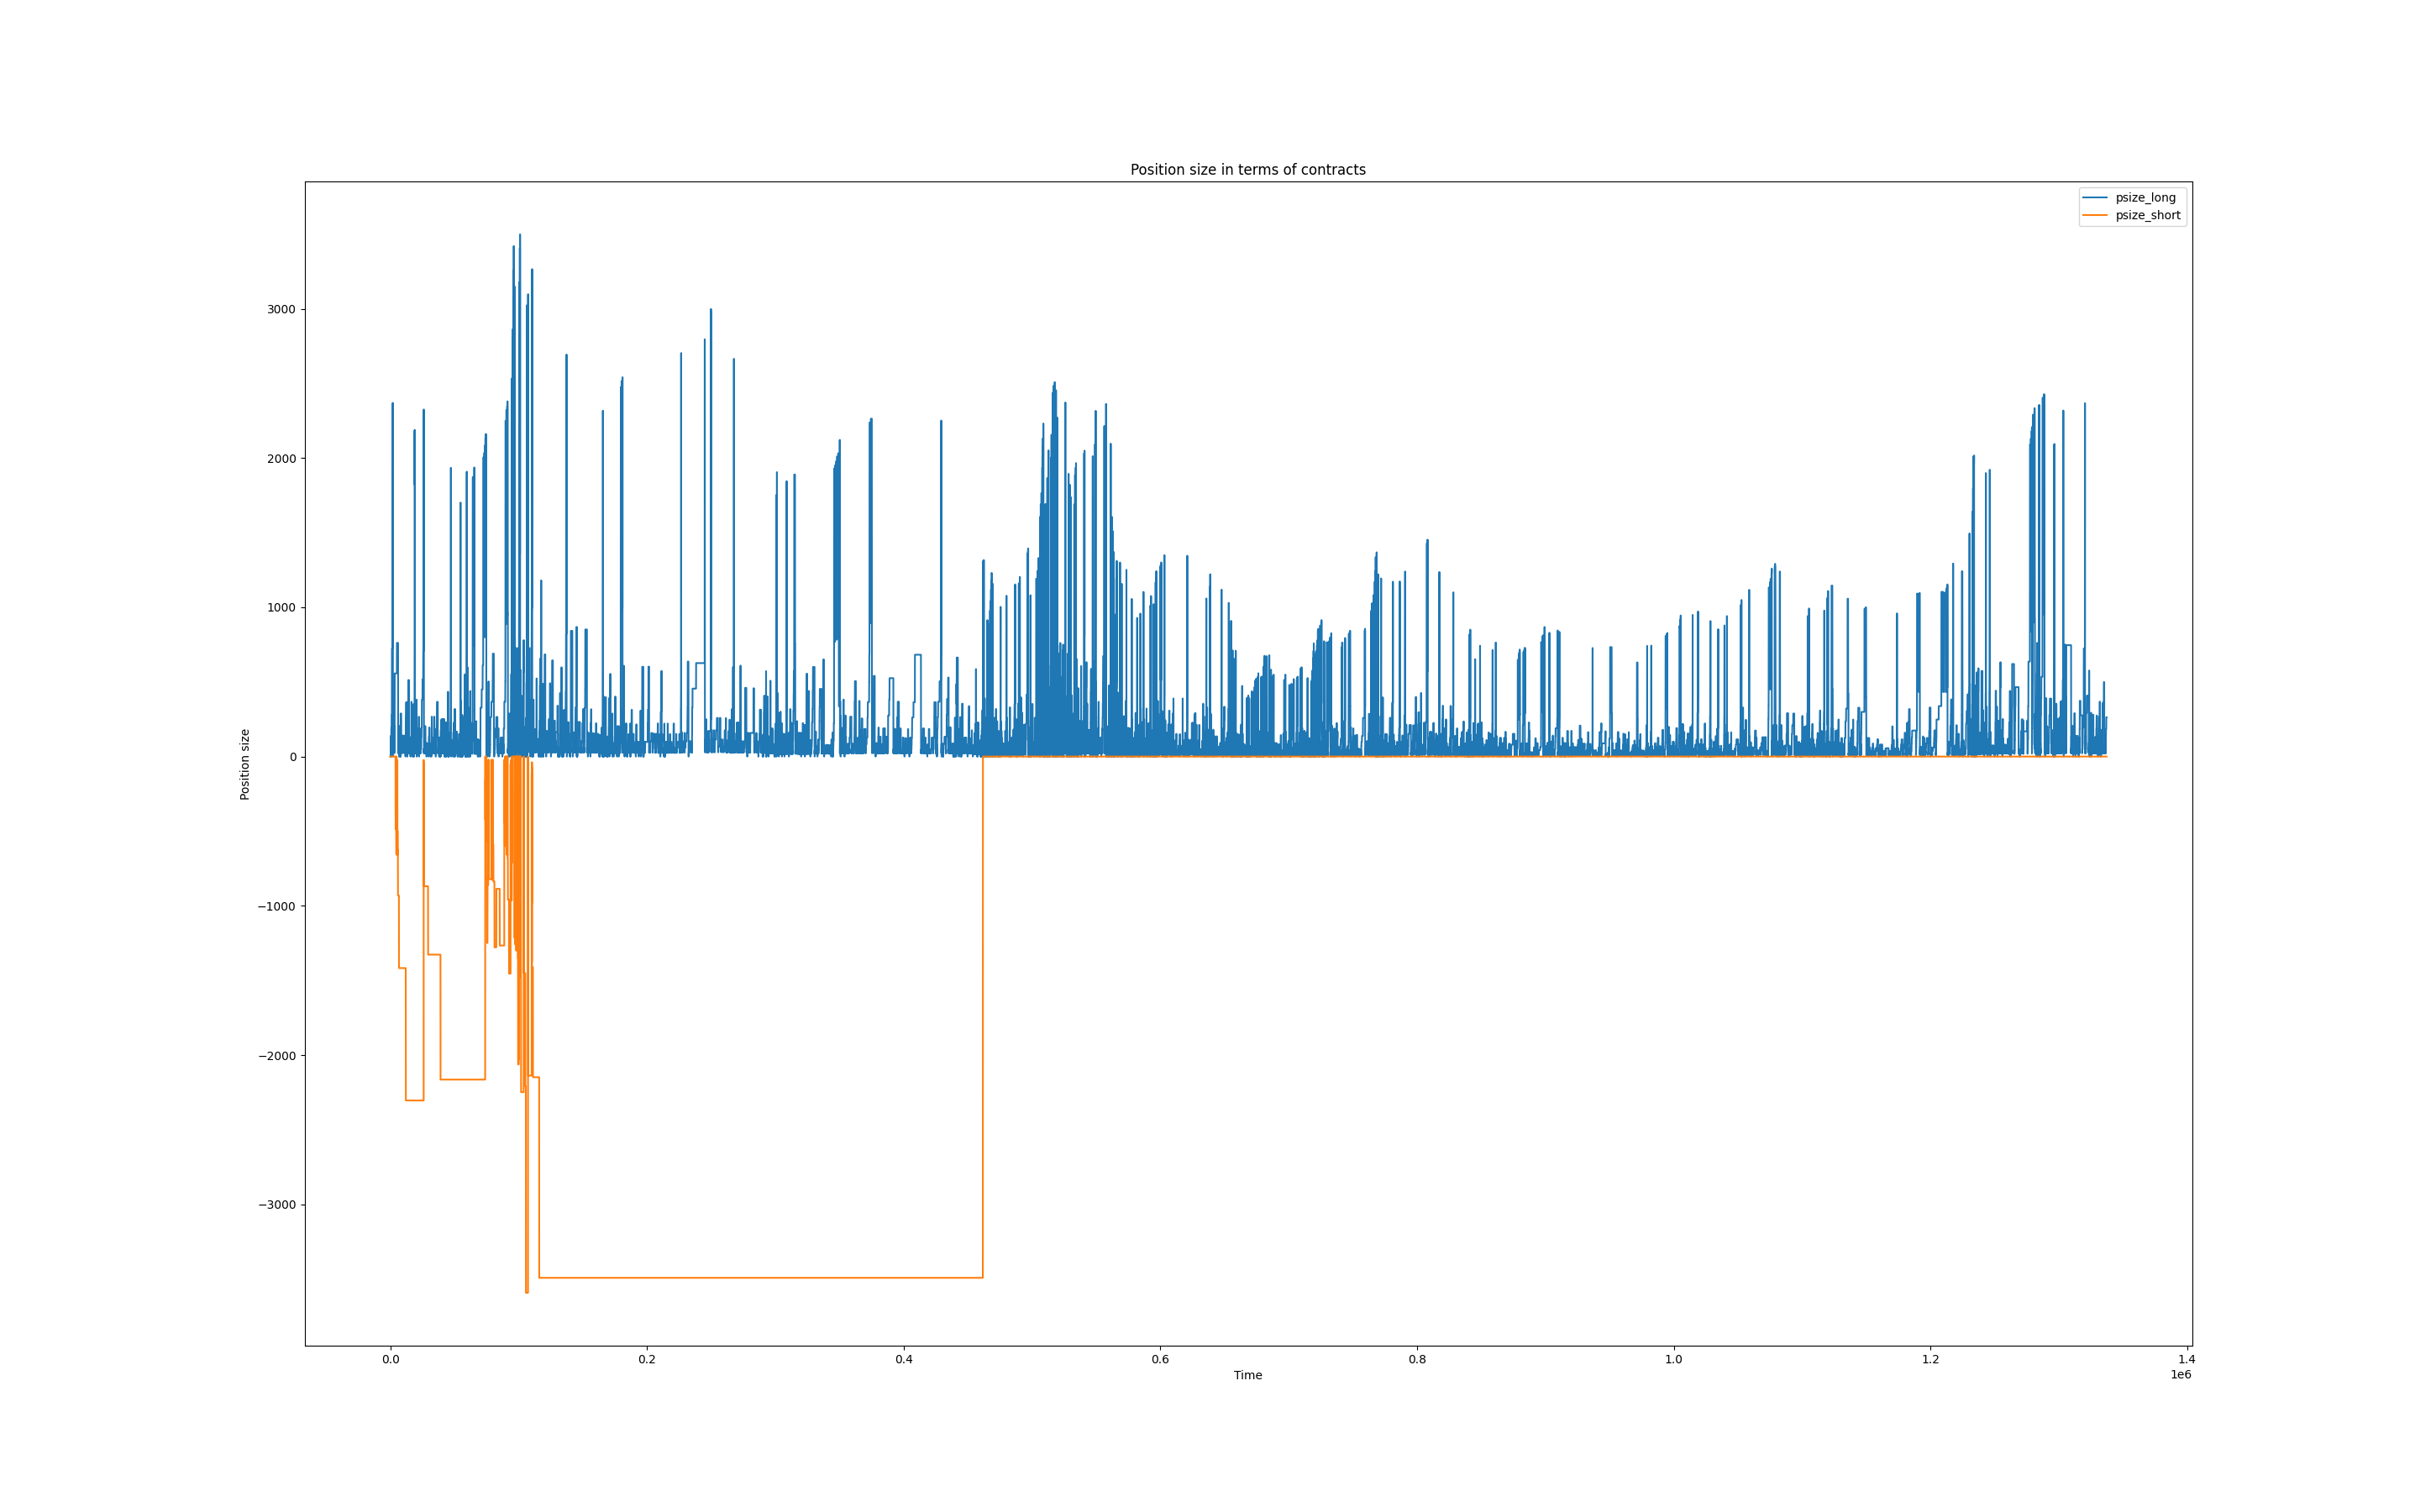 Position size in terms of contracts
psize_long
psize_short
3000
2000
1000
0
−1000
−2000
−3000
Position size
0.0 0.2 0.4 0.6 0.8 1.0 1.2 1.4
Time
1e6